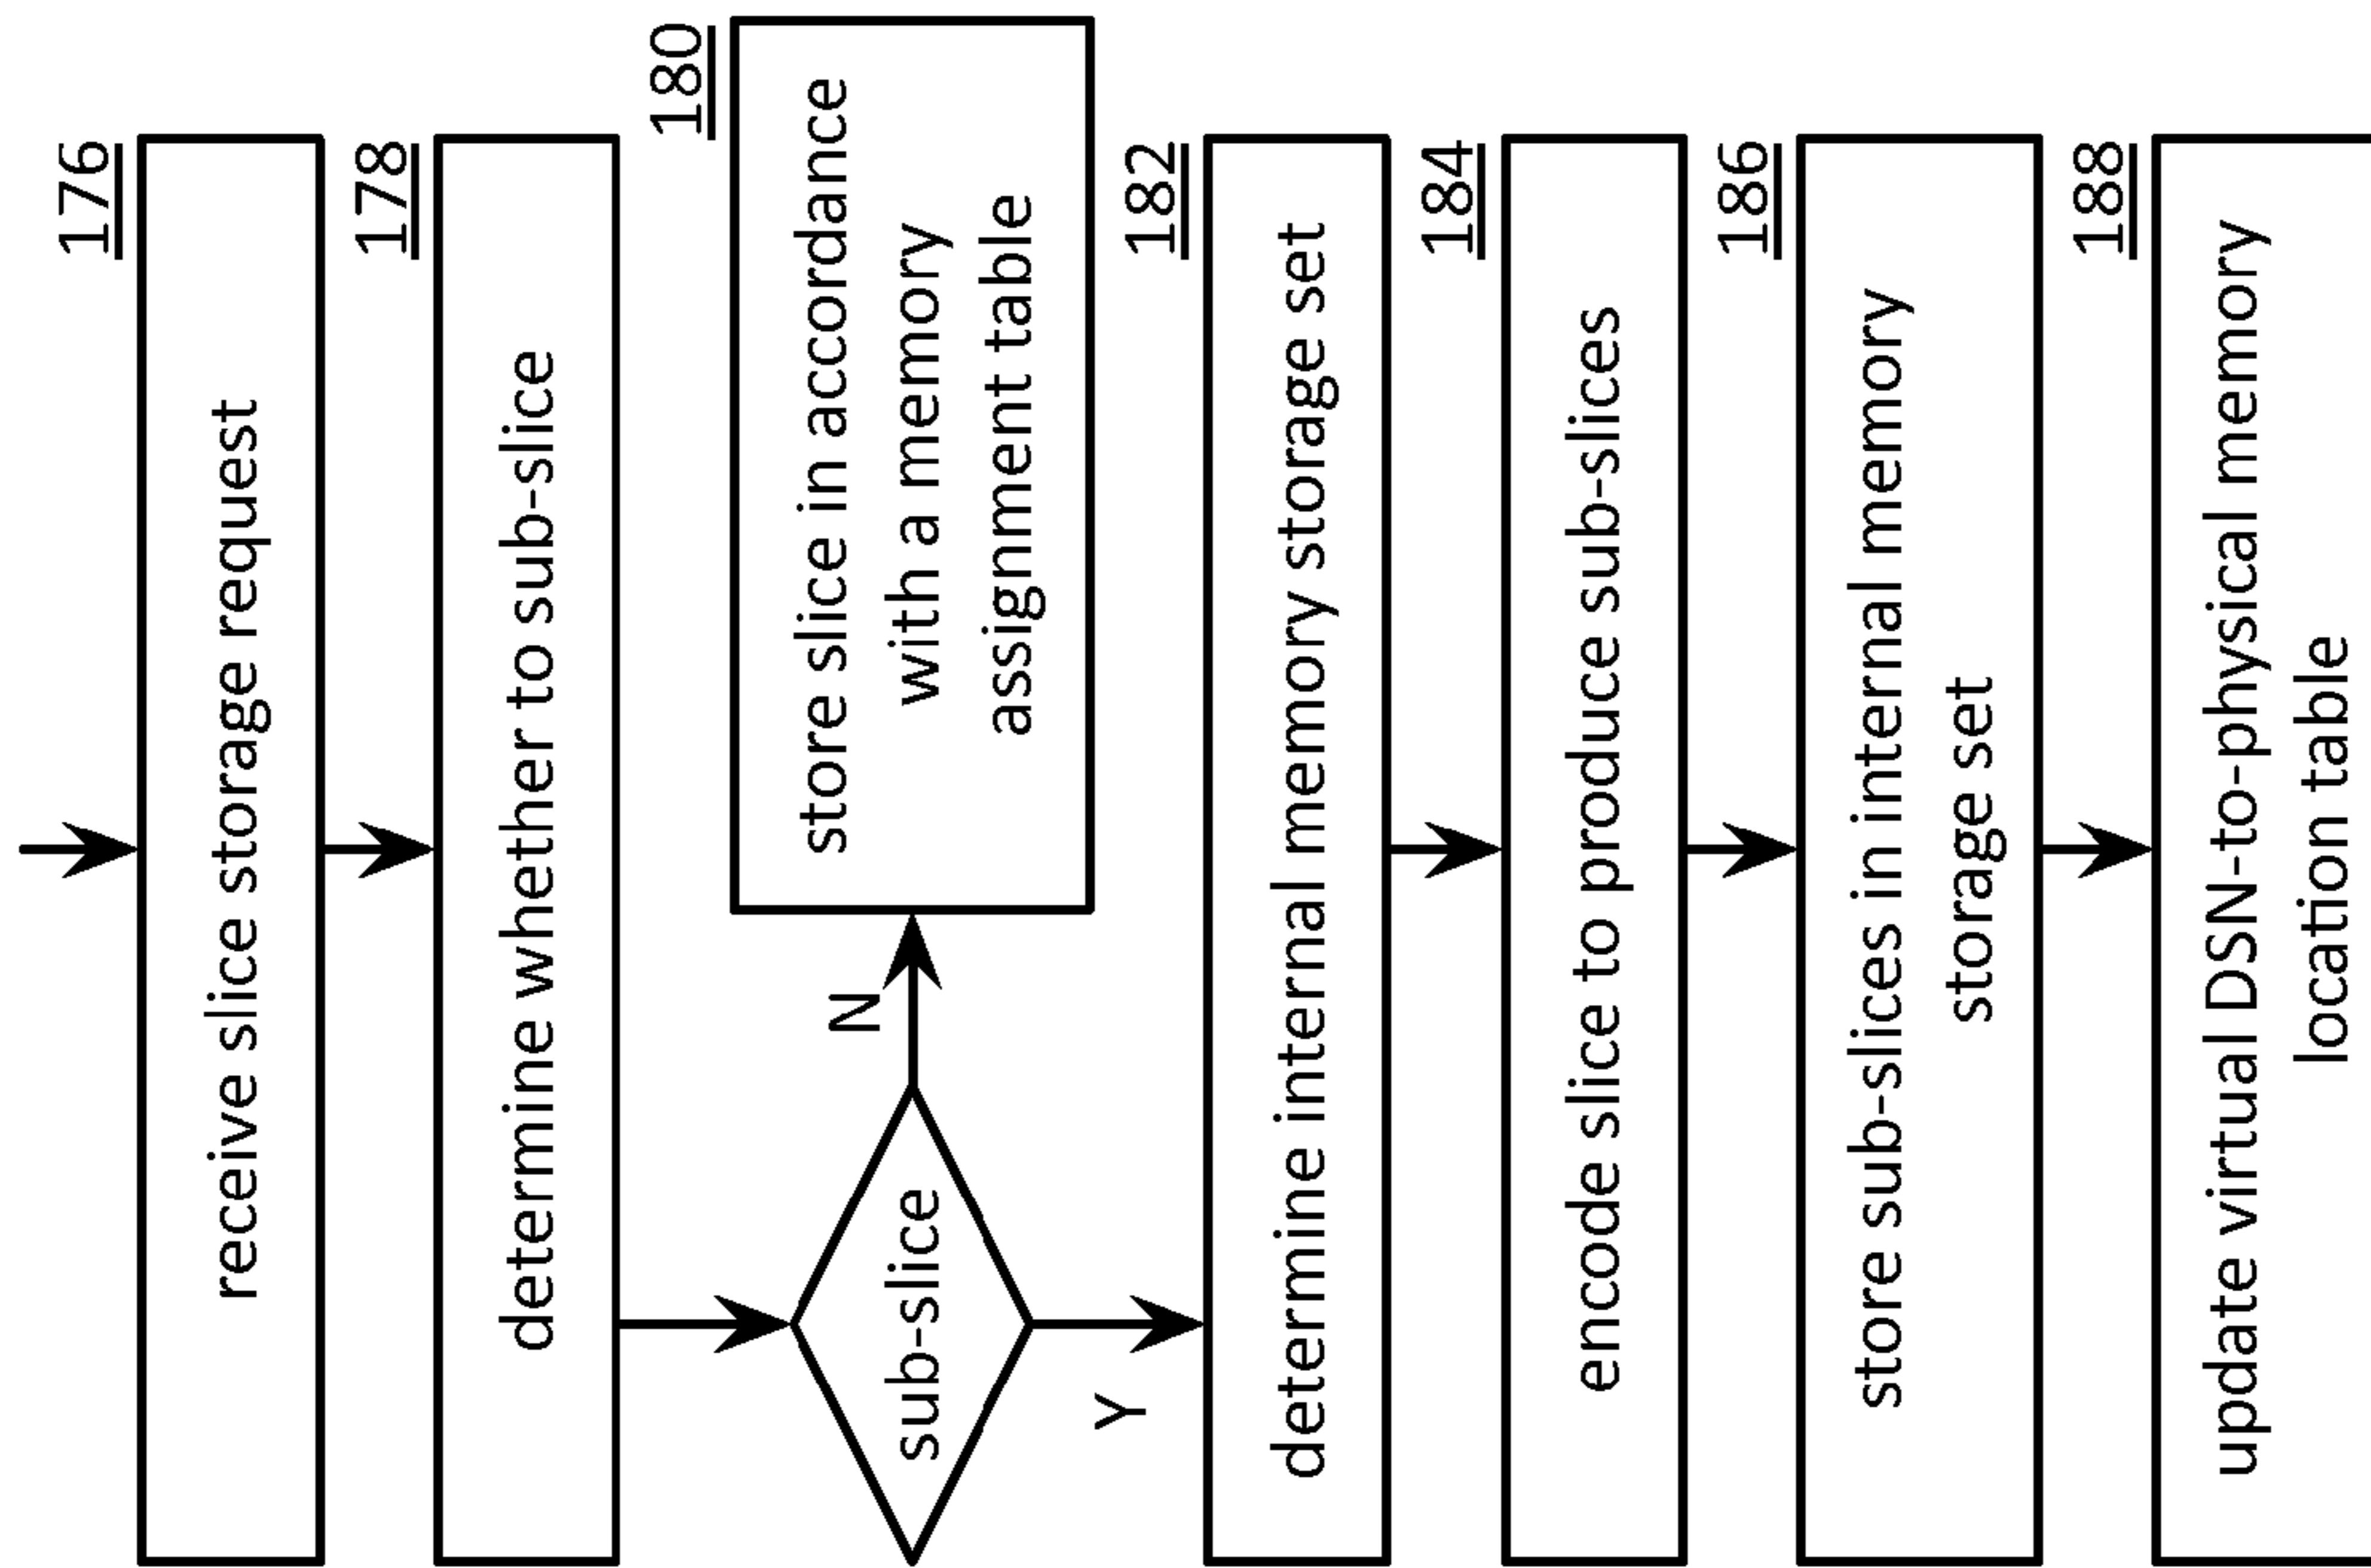 176
receive slice storage request
178
determine whether to sub-slice
sub-slice
N
180
store slice in accordance
with a memory
assignment table
Y
182
determine internal memory storage set
184
encode slice to produce sub-slices
186
store sub-slices in internal memory
storage set
188
update virtual DSN-to-physical memory
location table